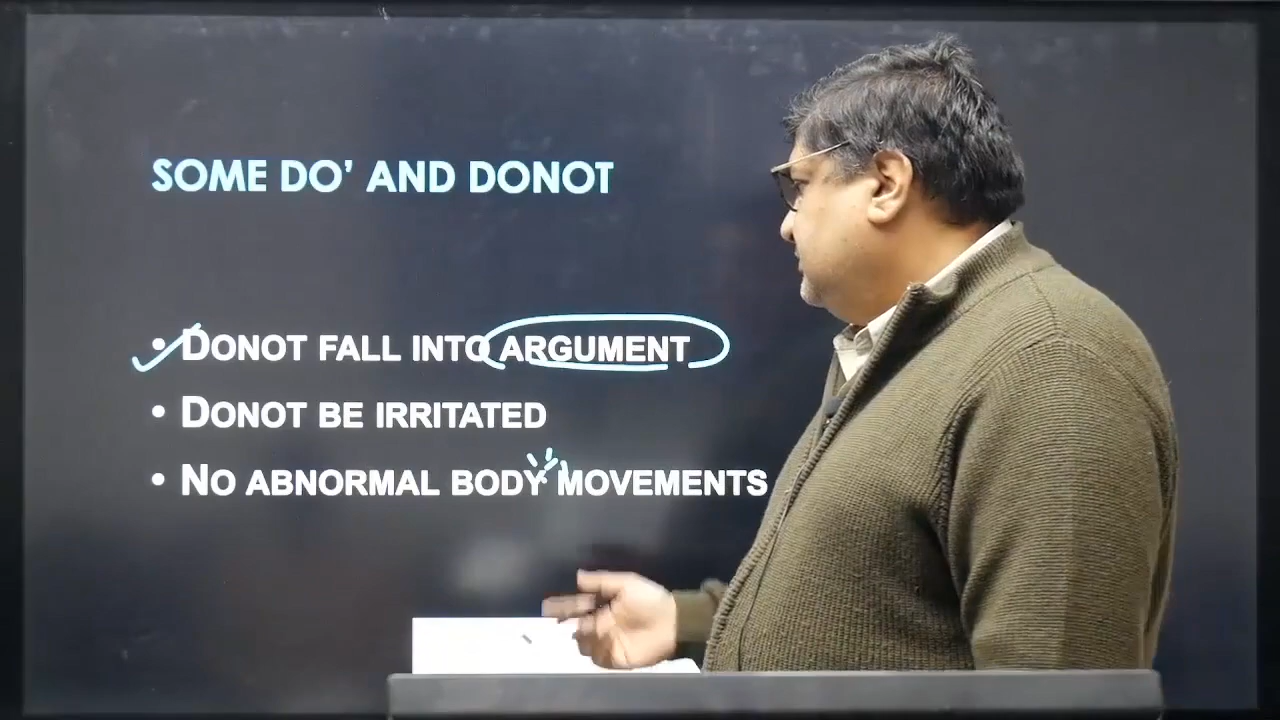 SOME DO' AND DONOT
• DONOT FALL INTO ARGUMENT
• DONOT BE IRRITATED
• NO ABNORMAL BODY MOVEMENTS